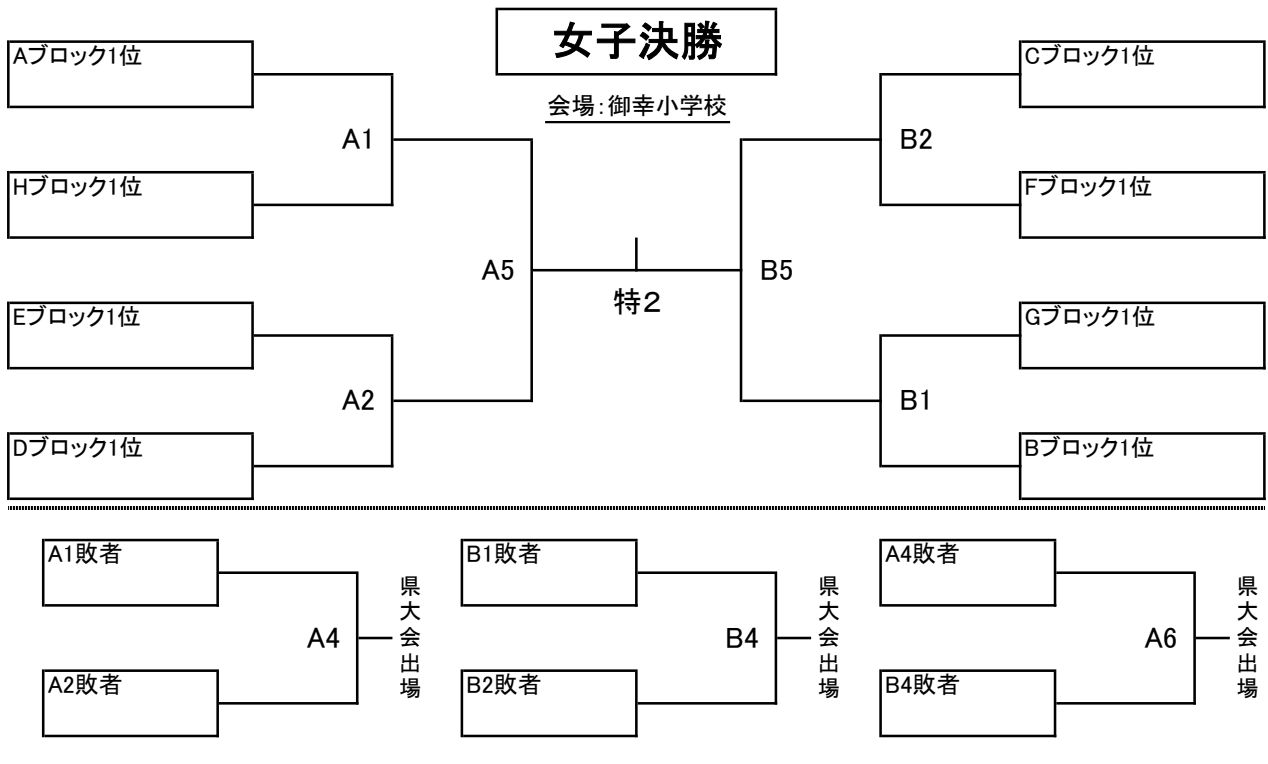 女子決勝
会場：御幸小学校
Aブロック1位
Hブロック1位
Eブロック1位
Dブロック1位
A1
A2
A5
特2
B5
B2
B1
Cブロック1位
Fブロック1位
Gブロック1位
Bブロック1位
A1敗者
A2敗者
A4
県大会出場
B1敗者
B2敗者
B4
県大会出場
A4敗者
B4敗者
A6
県大会出場